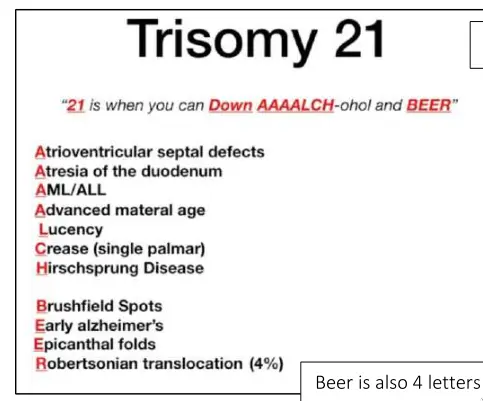 Trisomy 21
“21 is when you can Down AAAALCH-ohol and BEER”
Atrioventricular septal defects
Atresia of the duodenum
AML/ALL
Advanced materal age
Lucency
Crease (single palmar)
Hirschsprung Disease
Brushfield Spots
Early alzheimer’s
Epicanthal folds
Robertsonian translocation (4%)
Beer is also 4 letters